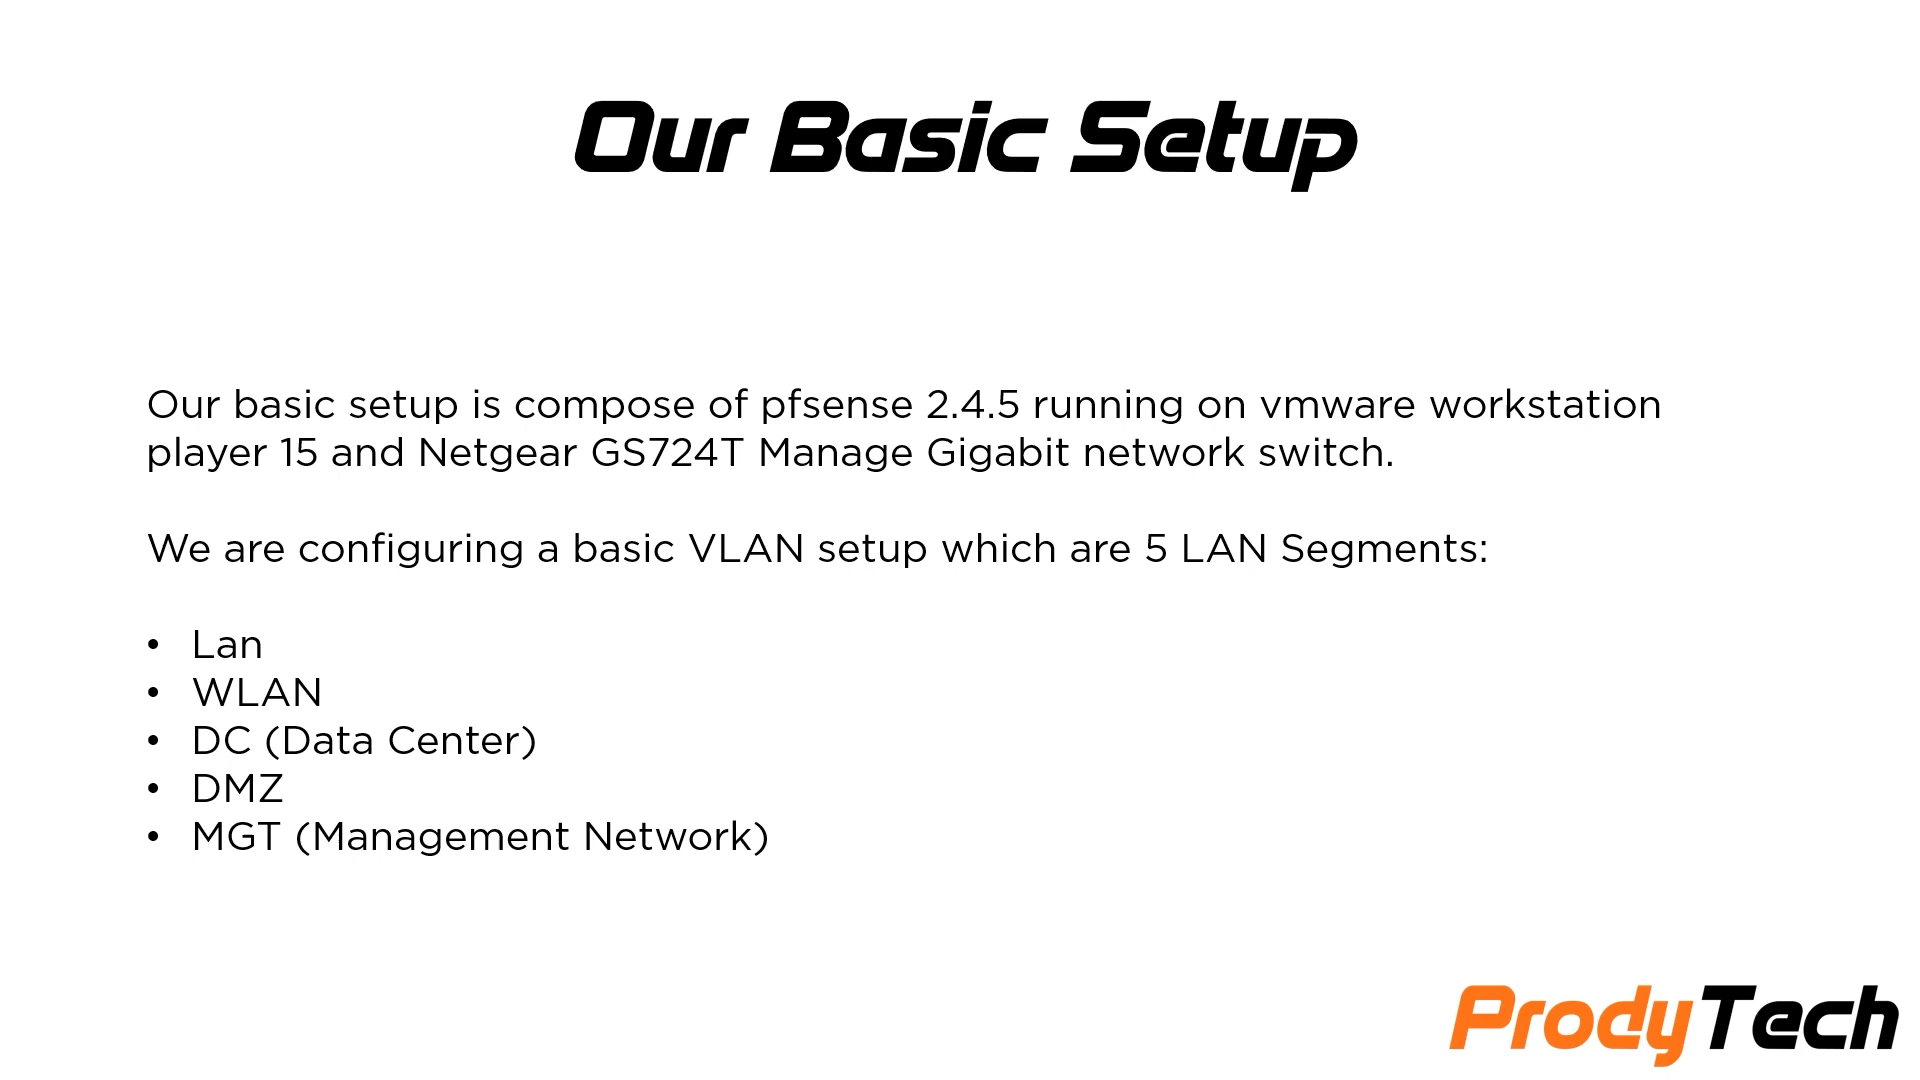 Our Basic Setup
Our basic setup is compose of pfsense 2.4.5 running on vmware workstation
player 15 and Netgear GS724T Manage Gigabit network switch.
We are configuring a basic VLAN setup which are 5 LAN Segments:
• Lan
• WLAN
• DC (Data Center)
• DMZ
• MGT (Management Network)
ProdyTech